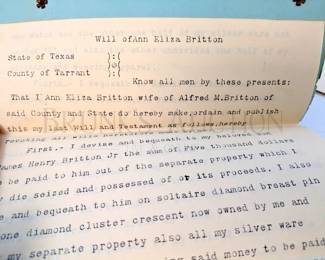 Will ofAnn Eliza Britton
State of Texas ):(
County of Tarrant ):(
Know all men by these presents:
That I Ann Eliza Britton wife of Alfred M.Britton of
said County and State do hereby make,ordain and publish
this my last Will and Testament as follows,hereby
First.- I devise and bequeath to my beloved
James Henry Britton Jr the sum of Five thousand dollars
be paid to him out of the separate property which I
y die seized and possessed of or its proceeds. I also
e and bequeath to him on solitaire diamond breast pin
one diamond cluster crescent now owned by me and
my separate property also all my silver ware
ing said money to be paid